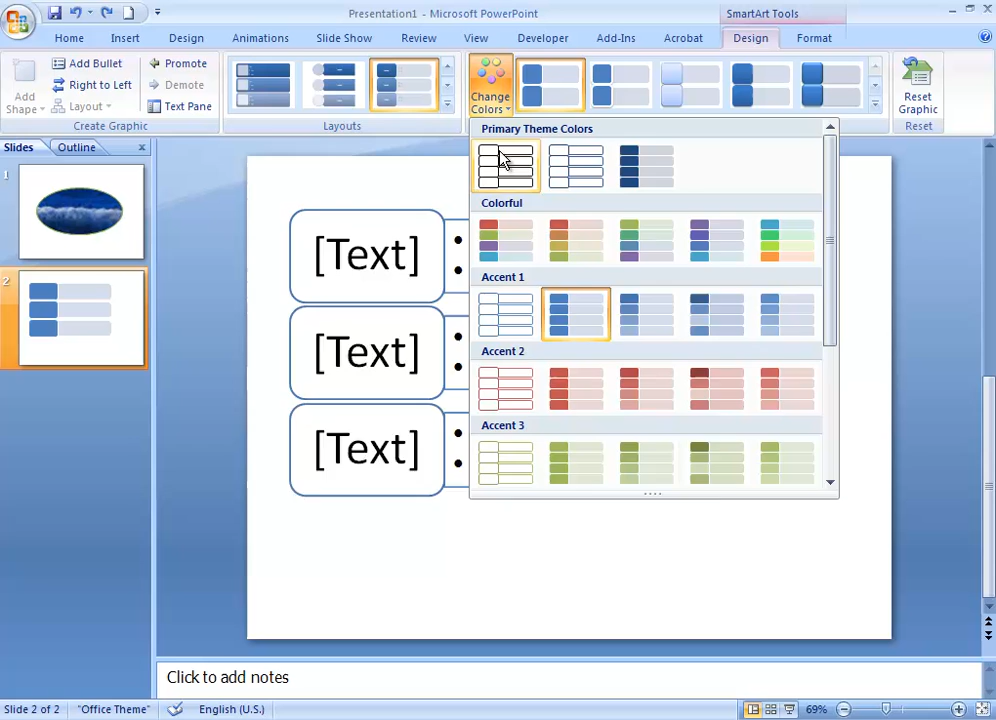 Presentation1 - Microsoft PowerPoint
SmartArt Tools
Home Insert Design Animations Slide Show Review View Developer Add-Ins Acrobat Design Format
Add Shape
Add Bullet
Right to Left
Layout
Promote
Demote
Text Pane
Create Graphic
Layouts
Change Colors
Reset Graphic
Reset
Slides Outline
1
2
[Text]
[Text]
[Text]
Primary Theme Colors
Colorful
Accent 1
Accent 2
Accent 3
Click to add notes
Slide 2 of 2 "Office Theme" English (U.S.) 69%